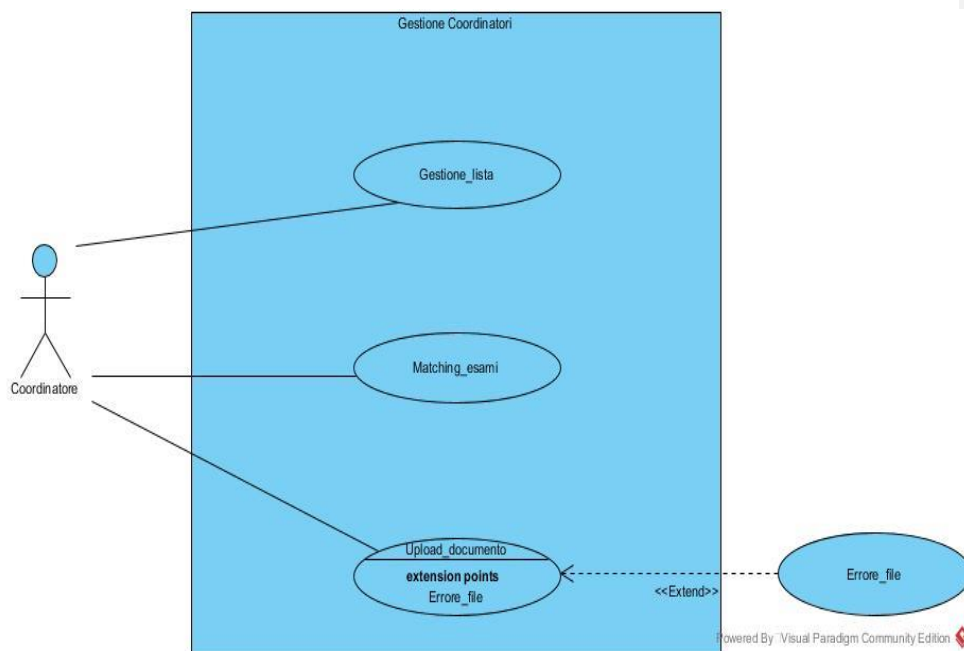 Gestione Coordinatori
Gestione_lista
Matching_esami
Coordinatore
Upload_documento
extension points
Errore_file
<<Extend>>
Errore_file
Powered By Visual Paradigm Community Edition